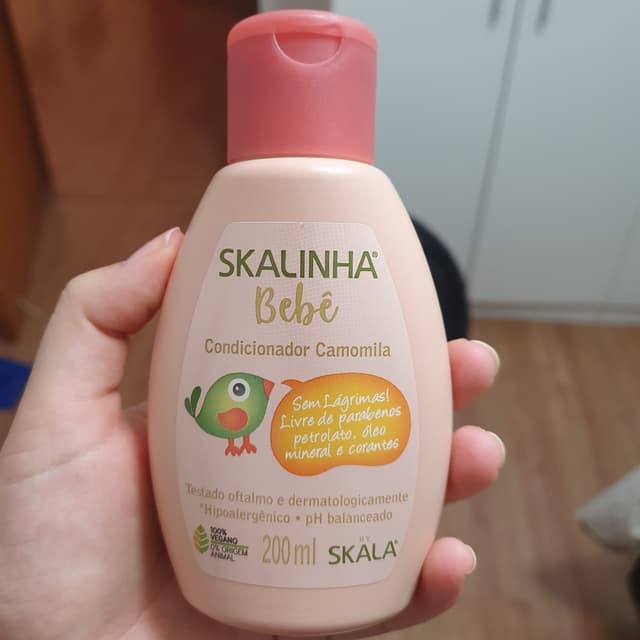 SKALINHA®
Bebê
Condicionador Camomila
Sem Lágrimas!
Livre de parabenos
petrolato, óleo
mineral e corantes
Testado oftalmo e dermatologicamente
*Hipoalergênico • pH balanceado
100%
VEGANO
0% ORIGEM
ANIMAL
200ml
BY
SKALA®